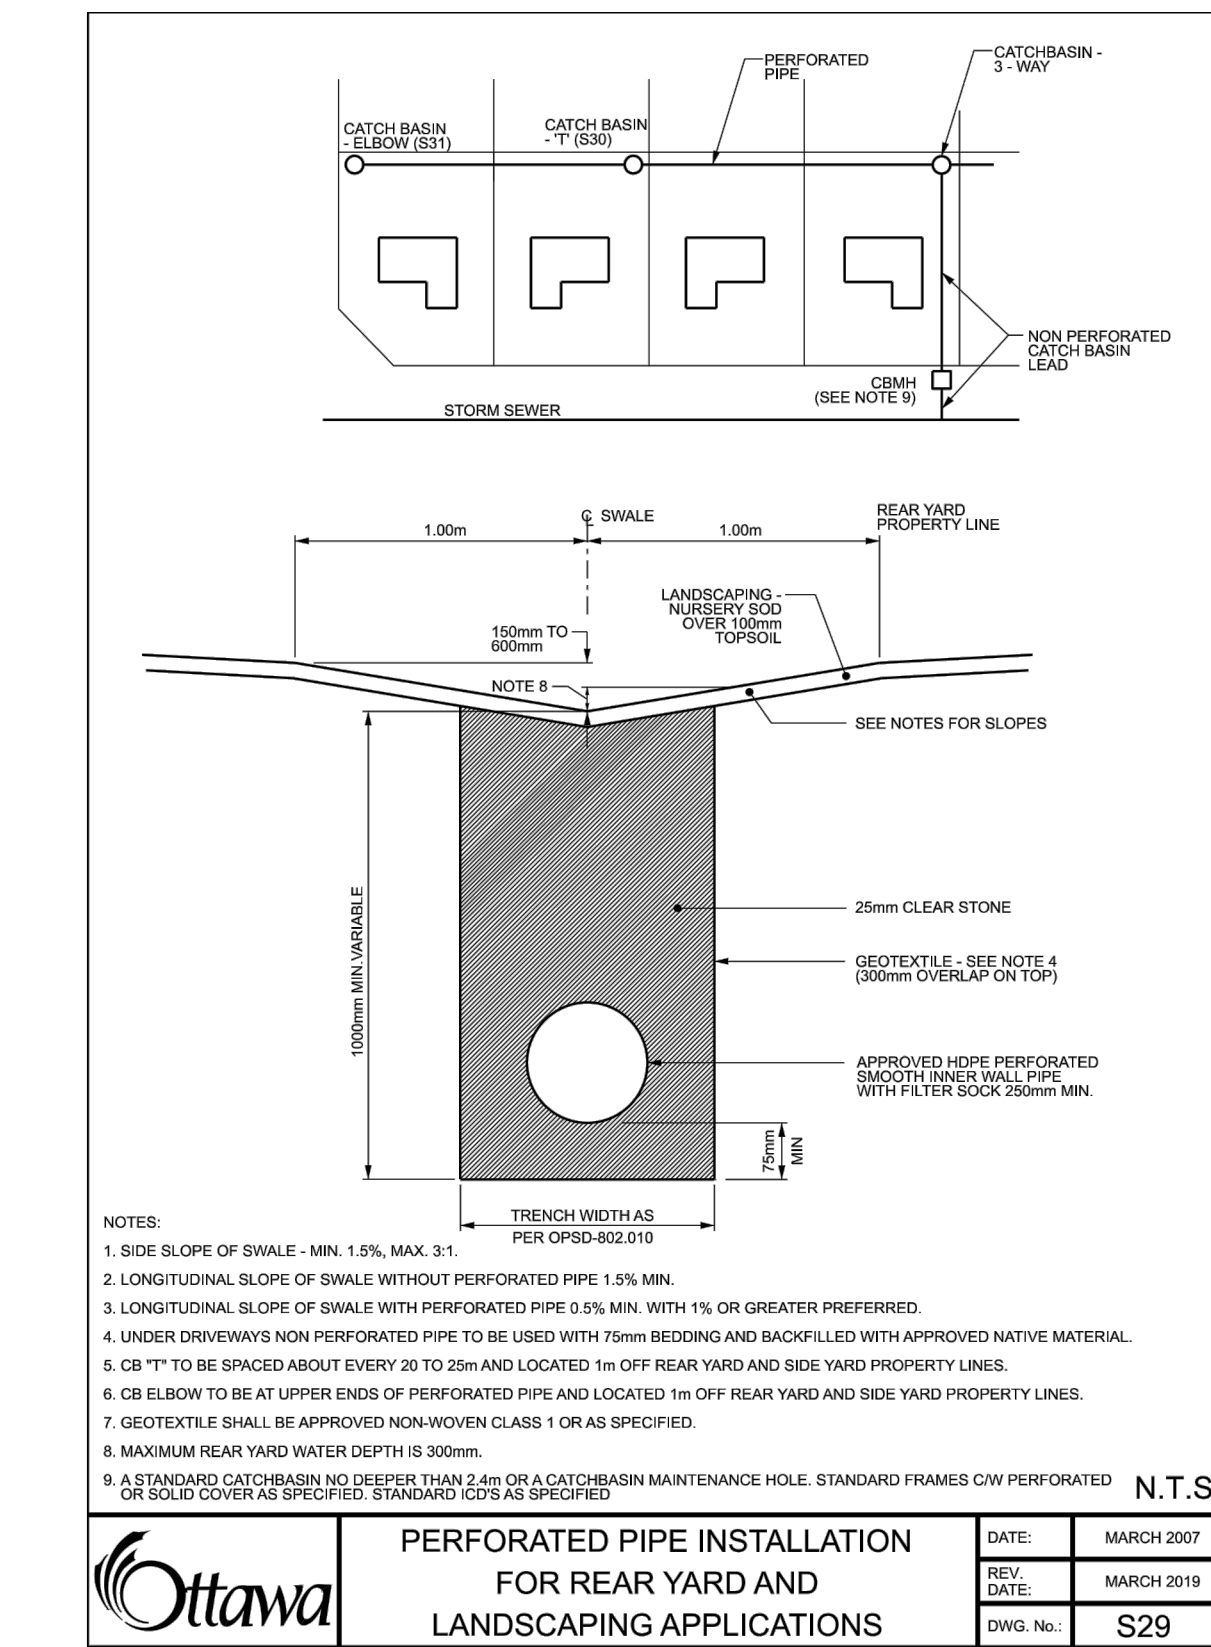 PERFORATED
PIPE
CATCHBASIN -
3 - WAY
CATCH BASIN
- ELBOW (S31)
CATCH BASIN
- 'T' (S30)
NON PERFORATED
CATCH BASIN
LEAD
CBMH
(SEE NOTE 9)
STORM SEWER
℄ SWALE
REAR YARD
PROPERTY LINE
1.00m
1.00m
LANDSCAPING -
NURSERY SOD
OVER 100mm
TOPSOIL
150mm TO
600mm
NOTE 8
SEE NOTES FOR SLOPES
1000mm MIN.VARIABLE
25mm CLEAR STONE
GEOTEXTILE - SEE NOTE 4
(300mm OVERLAP ON TOP)
APPROVED HDPE PERFORATED
SMOOTH INNER WALL PIPE
WITH FILTER SOCK 250mm MIN.
75mm
MIN
TRENCH WIDTH AS
PER OPSD-802.010
NOTES:
1. SIDE SLOPE OF SWALE - MIN. 1.5%, MAX. 3:1.
2. LONGITUDINAL SLOPE OF SWALE WITHOUT PERFORATED PIPE 1.5% MIN.
3. LONGITUDINAL SLOPE OF SWALE WITH PERFORATED PIPE 0.5% MIN. WITH 1% OR GREATER PREFERRED.
4. UNDER DRIVEWAYS NON PERFORATED PIPE TO BE USED WITH 75mm BEDDING AND BACKFILLED WITH APPROVED NATIVE MATERIAL.
5. CB "T" TO BE SPACED ABOUT EVERY 20 TO 25m AND LOCATED 1m OFF REAR YARD AND SIDE YARD PROPERTY LINES.
6. CB ELBOW TO BE AT UPPER ENDS OF PERFORATED PIPE AND LOCATED 1m OFF REAR YARD AND SIDE YARD PROPERTY LINES.
7. GEOTEXTILE SHALL BE APPROVED NON-WOVEN CLASS 1 OR AS SPECIFIED.
8. MAXIMUM REAR YARD WATER DEPTH IS 300mm.
9. A STANDARD CATCHBASIN NO DEEPER THAN 2.4m OR A CATCHBASIN MAINTENANCE HOLE. STANDARD FRAMES C/W PERFORATED
OR SOLID COVER AS SPECIFIED. STANDARD ICD'S AS SPECIFIED
N.T.S
Ottawa
PERFORATED PIPE INSTALLATION
FOR REAR YARD AND
LANDSCAPING APPLICATIONS
DATE: MARCH 2007
REV.
DATE: MARCH 2019
DWG. No.: S29